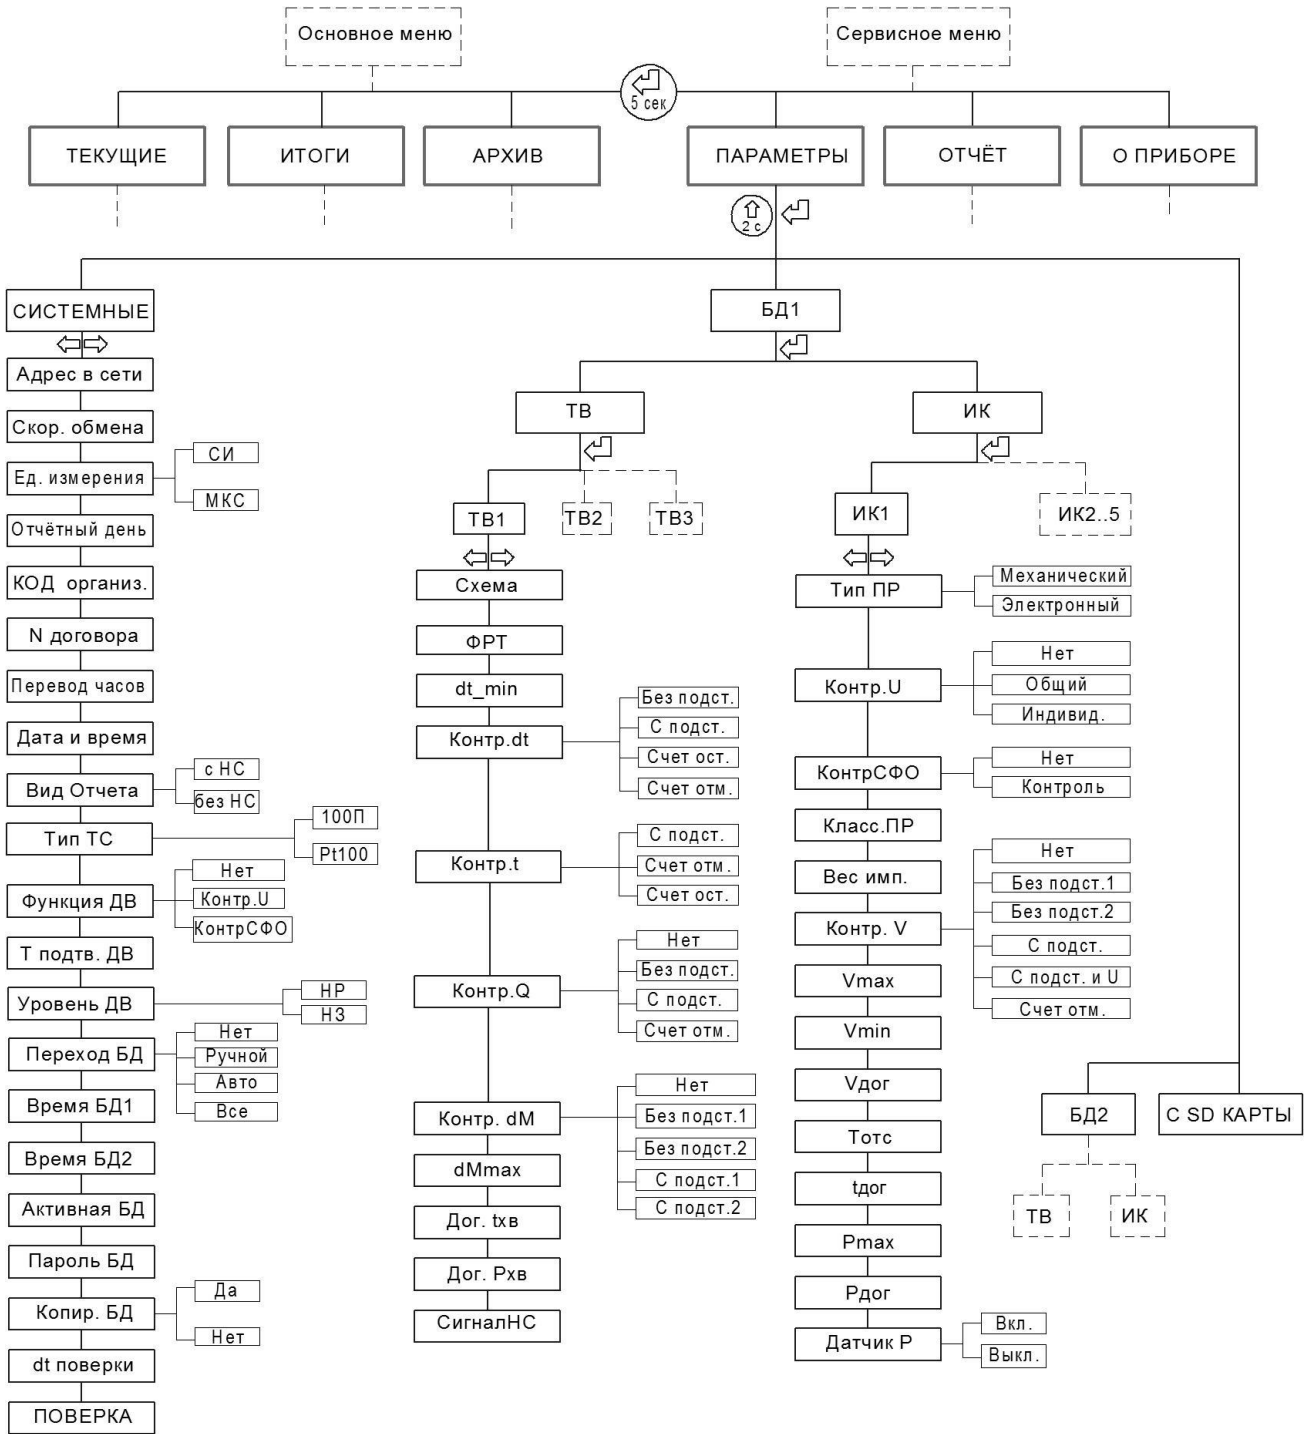 Основное меню
Сервисное меню
5 сек
ТЕКУЩИЕ
ИТОГИ
АРХИВ
ПАРАМЕТРЫ
ОТЧЁТ
О ПРИБОРЕ
2 с
СИСТЕМНЫЕ
Адрес в сети
Скор. обмена
Ед. измерения
СИ
МКС
Отчётный день
КОД организ.
N договора
Перевод часов
Дата и время
Вид Отчета
с НС
без НС
Тип ТС
100П
Pt100
Функция ДВ
Нет
Контр.U
КонтрСФО
Т подтв. ДВ
Уровень ДВ
НР
НЗ
Переход БД
Нет
Ручной
Авто
Все
Время БД1
Время БД2
Активная БД
Пароль БД
Копир. БД
Да
Нет
dt поверки
ПОВЕРКА
БД1
ТВ
ТВ1
ТВ2
ТВ3
Схема
ФРТ
dt_min
Контр.dt
Без подст.
С подст.
Счет ост.
Счет отм.
Контр.t
С подст.
Счет отм.
Счет ост.
Контр.Q
Нет
Без подст.
С подст.
Счет отм.
Контр. dM
Нет
Без подст.1
Без подст.2
С подст.1
С подст.2
dMmax
Дог. tхв
Дог. Pхв
СигналНС
ИК
ИК1
ИК2..5
Тип ПР
Механический
Электронный
Контр.U
Нет
Общий
Индивид.
КонтрСФО
Нет
Контроль
Класс.ПР
Вес имп.
Контр. V
Нет
Без подст.1
Без подст.2
С подст.
С подст. и U
Счет отм.
Vmax
Vmin
Vдог
Тотс
tдог
Pmax
Pдог
Датчик P
Вкл.
Выкл.
БД2
ТВ
ИК
С SD КАРТЫ